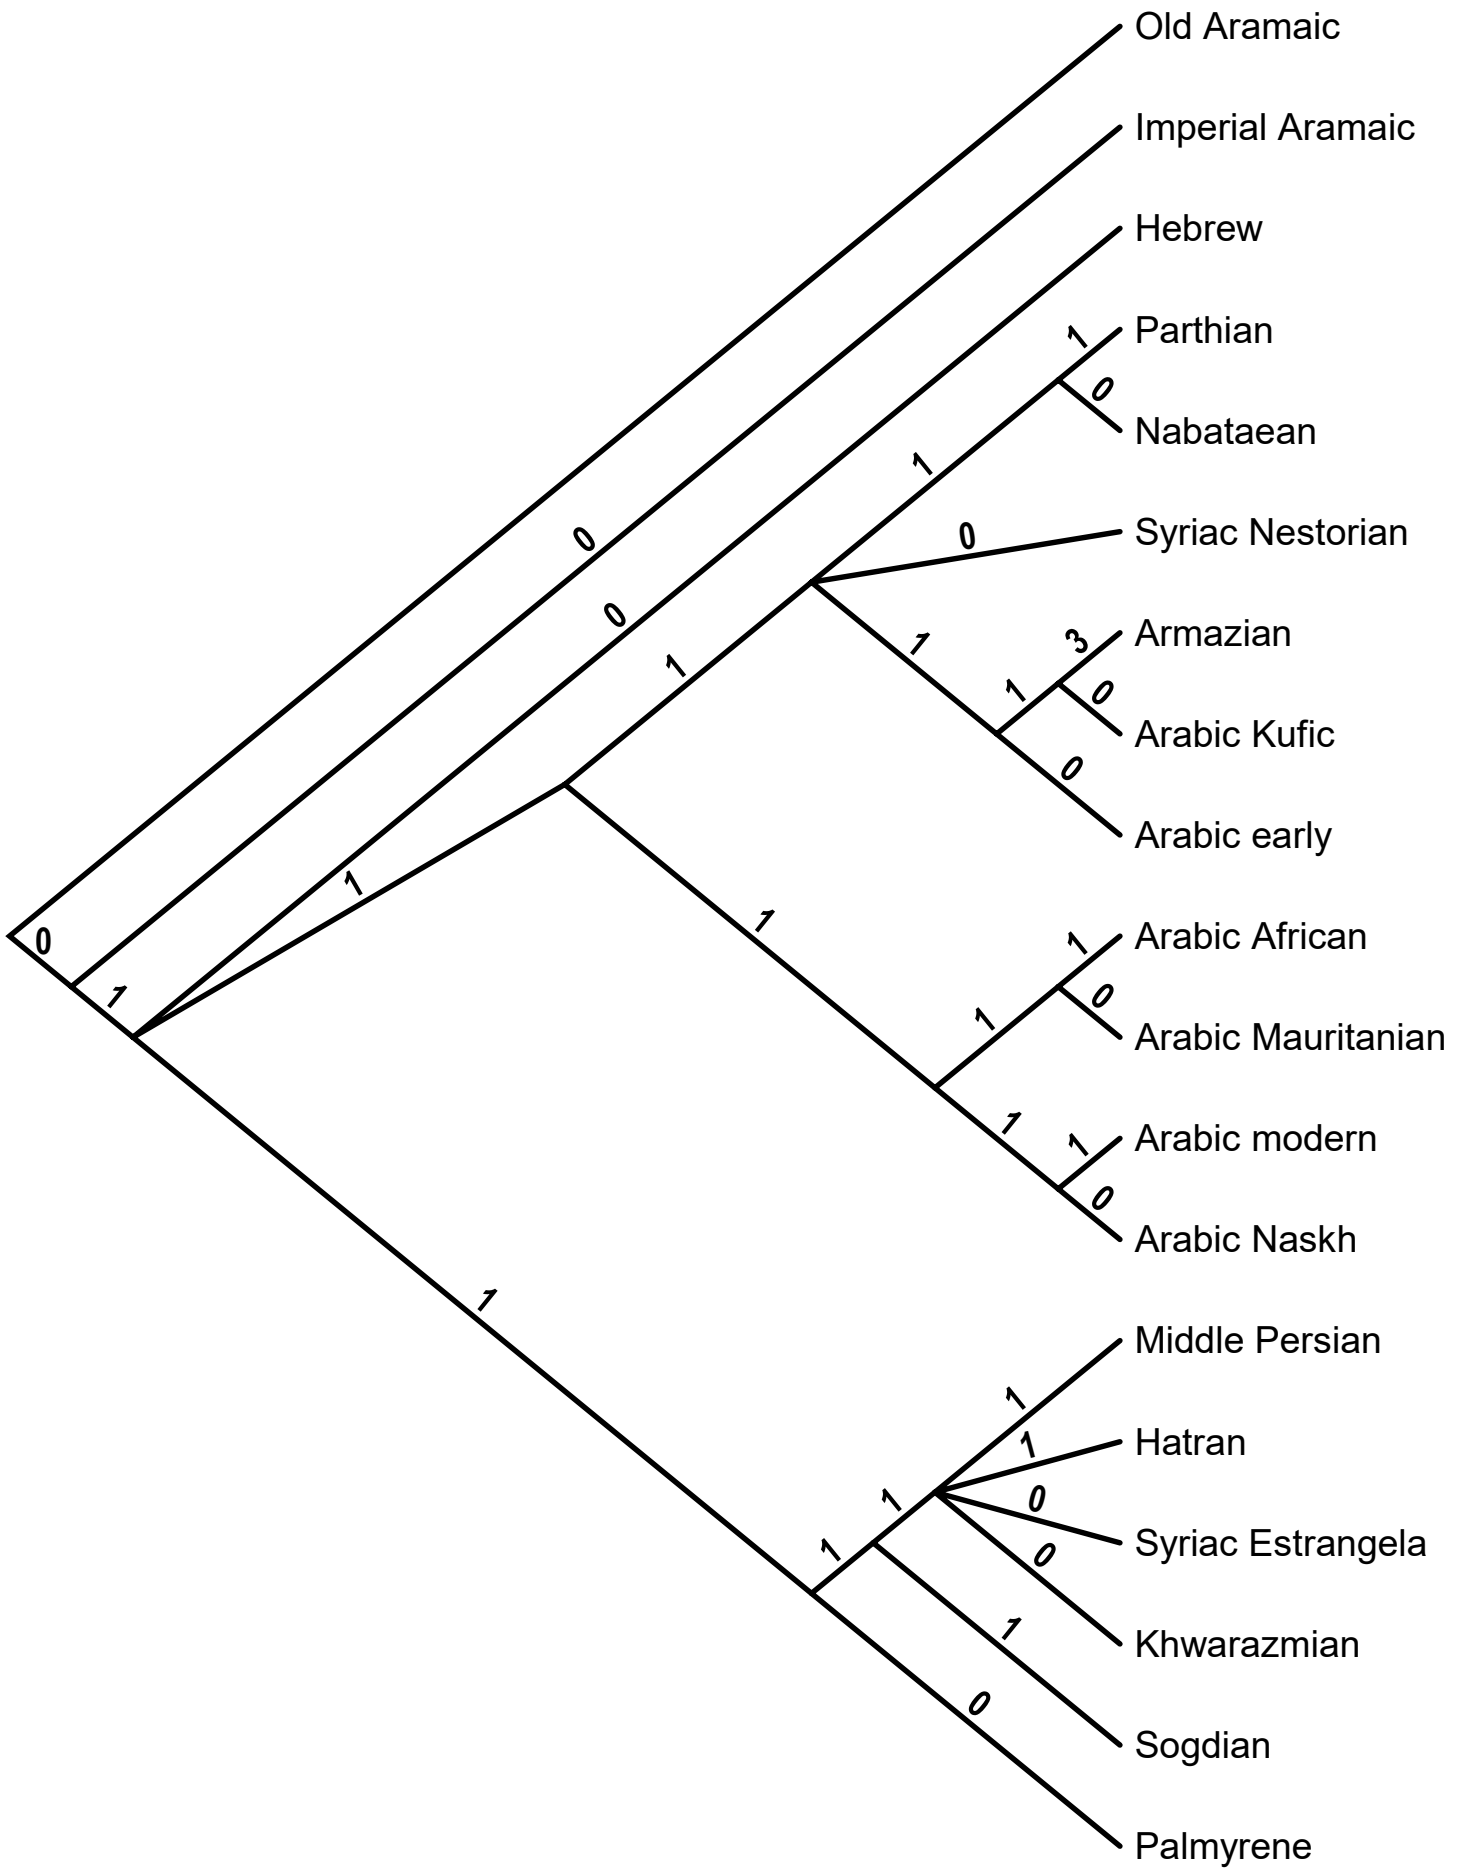 Old Aramaic
Imperial Aramaic
Hebrew
1
Parthian
0
Nabataean
1
0
Syriac Nestorian
0
3
Armazian
0
1
1
1
0
Arabic Kufic
0
Arabic early
1
1
1
Arabic African
0
0
1
1
Arabic Mauritanian
1
1
Arabic modern
0
Arabic Naskh
1
Middle Persian
1
1
Hatran
1
0
Syriac Estrangela
1
0
Khwarazmian
1
0
Sogdian
Palmyrene